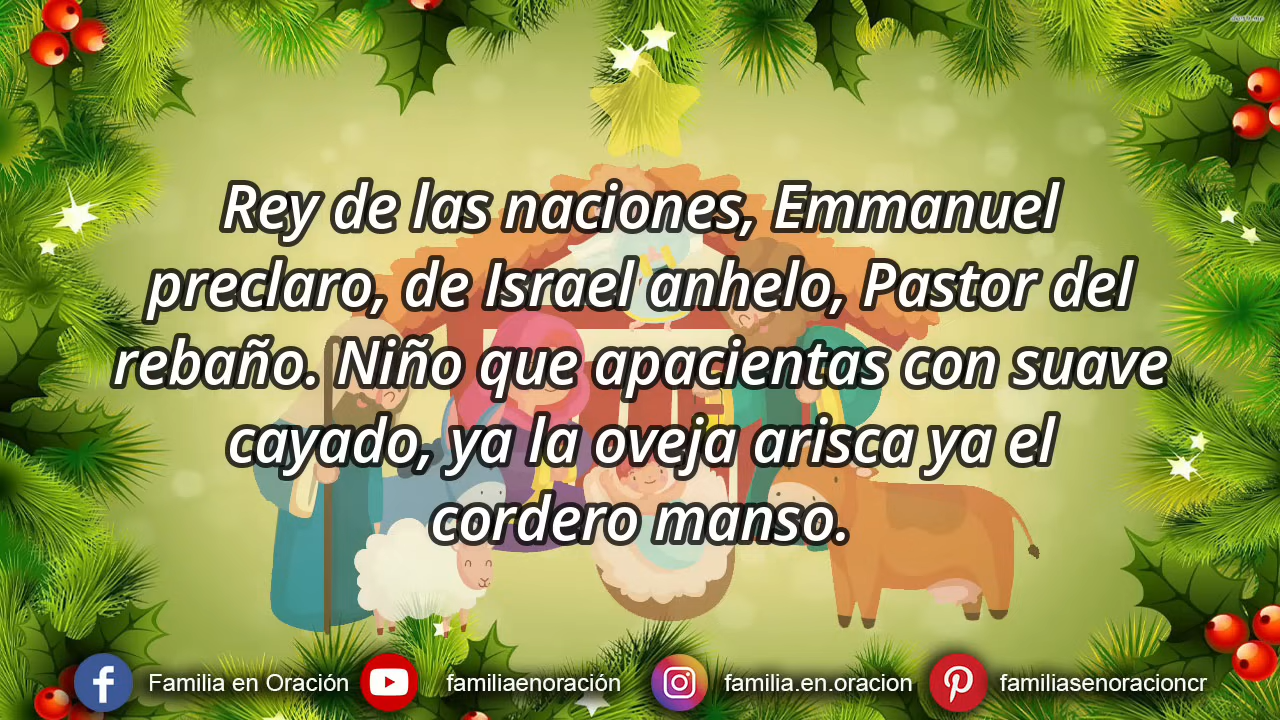 Rey de las naciones, Emmanuel
preclaro, de Israel anhelo, Pastor del
rebaño. Niño que apacientas con suave
cayado, ya la oveja arisca ya el
cordero manso.
Familia en Oración familiaenoración familia.en.oracion familiasenoracioncr